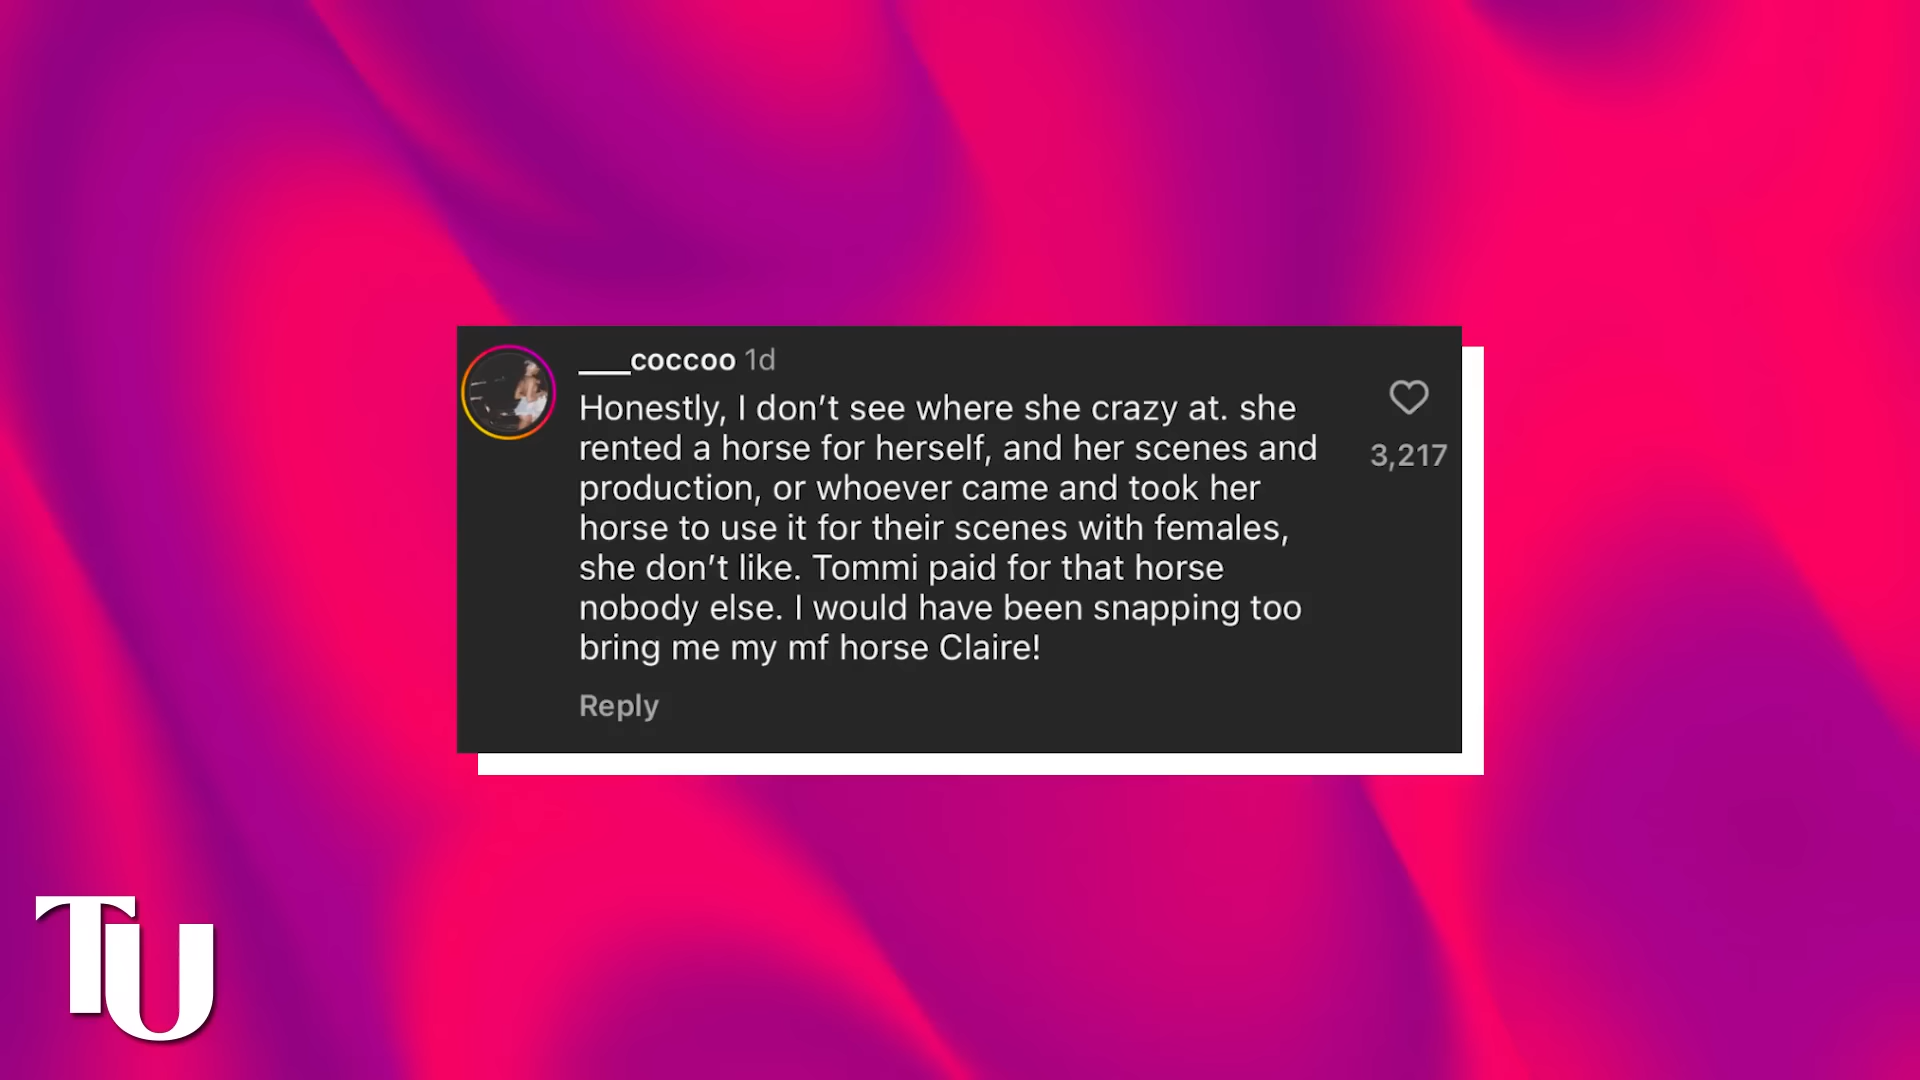 ___coccoo 1d
Honestly, I don’t see where she crazy at. she
rented a horse for herself, and her scenes and
production, or whoever came and took her
horse to use it for their scenes with females,
she don’t like. Tommi paid for that horse
nobody else. I would have been snapping too
bring me my mf horse Claire!
3,217
Reply
TU